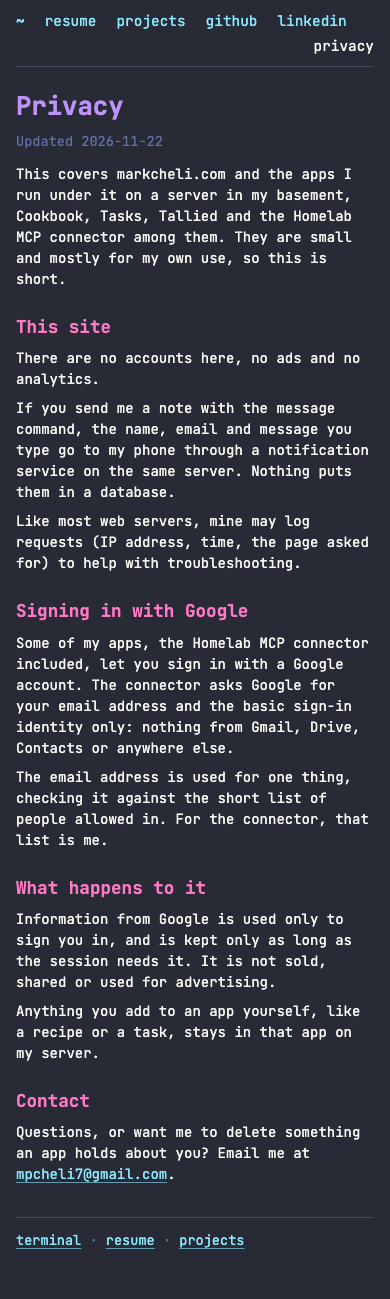 ~ resume projects github linkedin
privacy
Privacy
Updated 2026-11-22
This covers markcheli.com and the apps I
run under it on a server in my basement,
Cookbook, Tasks, Tallied and the Homelab
MCP connector among them. They are small
and mostly for my own use, so this is
short.
This site
There are no accounts here, no ads and no
analytics.
If you send me a note with the message
command, the name, email and message you
type go to my phone through a notification
service on the same server. Nothing puts
them in a database.
Like most web servers, mine may log
requests (IP address, time, the page asked
for) to help with troubleshooting.
Signing in with Google
Some of my apps, the Homelab MCP connector
included, let you sign in with a Google
account. The connector asks Google for
your email address and the basic sign-in
identity only: nothing from Gmail, Drive,
Contacts or anywhere else.
The email address is used for one thing,
checking it against the short list of
people allowed in. For the connector, that
list is me.
What happens to it
Information from Google is used only to
sign you in, and is kept only as long as
the session needs it. It is not sold,
shared or used for advertising.
Anything you add to an app yourself, like
a recipe or a task, stays in that app on
my server.
Contact
Questions, or want me to delete something
an app holds about you? Email me at
mpcheli7@gmail.com.
terminal · resume · projects